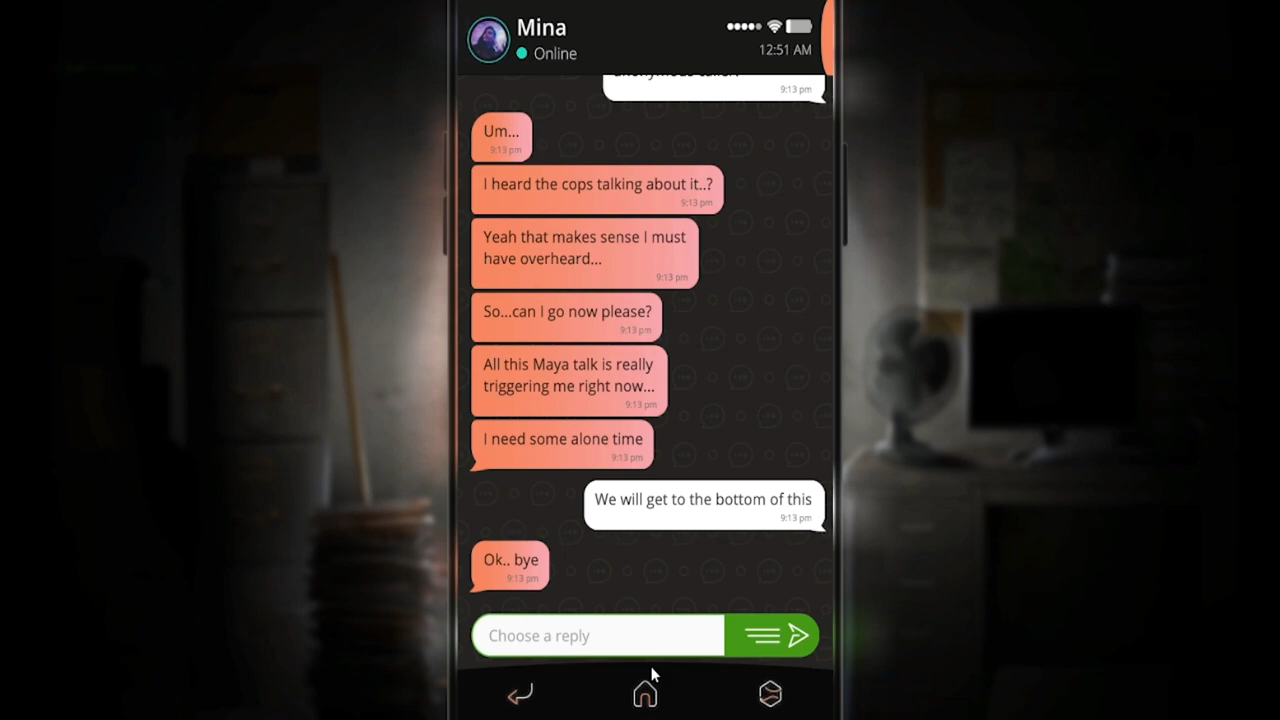 Mina
Online
12:51 AM
9:13 pm
Um...
9:13 pm
I heard the cops talking about it..?
9:13 pm
Yeah that makes sense I must
have overheard...
9:13 pm
So...can I go now please?
9:13 pm
All this Maya talk is really
triggering me right now...
9:13 pm
I need some alone time
9:13 pm
We will get to the bottom of this
9:13 pm
Ok.. bye
9:13 pm
Choose a reply